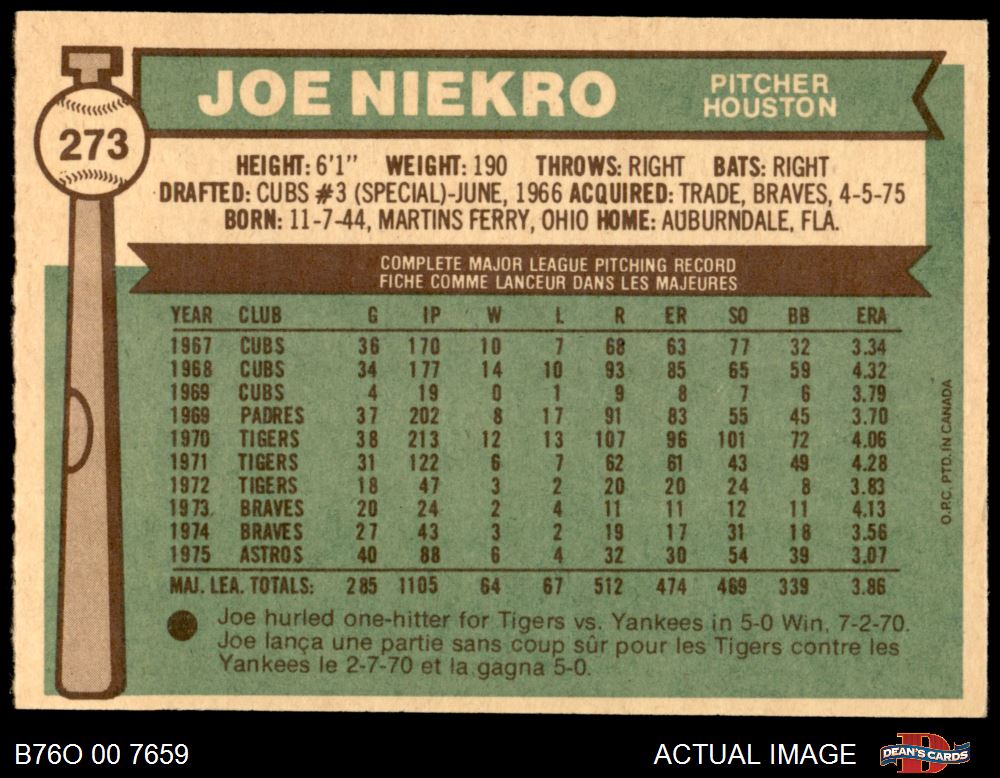 JOE NIEKRO
PITCHER
HOUSTON
273
HEIGHT: 6'1" WEIGHT: 190 THROWS: RIGHT BATS: RIGHT
DRAFTED: CUBS #3 (SPECIAL)-JUNE, 1966 ACQUIRED: TRADE, BRAVES, 4-5-75
BORN: 11-7-44, MARTINS FERRY, OHIO HOME: AUBURNDALE, FLA.
COMPLETE MAJOR LEAGUE PITCHING RECORD
FICHE COMME LANCEUR DANS LES MAJEURES
YEAR CLUB G IP W L R ER SO BB ERA
1967 CUBS 36 170 10 7 68 63 77 32 3.34
1968 CUBS 34 177 14 10 93 85 65 59 4.32
1969 CUBS 4 19 0 1 9 8 7 6 3.79
1969 PADRES 37 202 8 17 91 83 55 45 3.70
1970 TIGERS 38 213 12 13 107 96 101 72 4.06
1971 TIGERS 31 122 6 7 62 61 43 49 4.28
1972 TIGERS 18 47 3 2 20 20 24 8 3.83
1973 BRAVES 20 24 2 4 11 11 12 11 4.13
1974 BRAVES 27 43 3 2 19 17 31 18 3.56
1975 ASTROS 40 88 6 4 32 30 54 39 3.07
MAJ. LEA. TOTALS: 285 1105 64 67 512 474 469 339 3.86
Joe hurled one-hitter for Tigers vs. Yankees in 5-0 Win, 7-2-70.
Joe lança une partie sans coup sûr pour les Tigers contre les
Yankees le 2-7-70 et la gagna 5-0.
O.P.C. PTD. IN CANADA
B76O 00 7659
ACTUAL IMAGE
D
DEAN'S CARDS